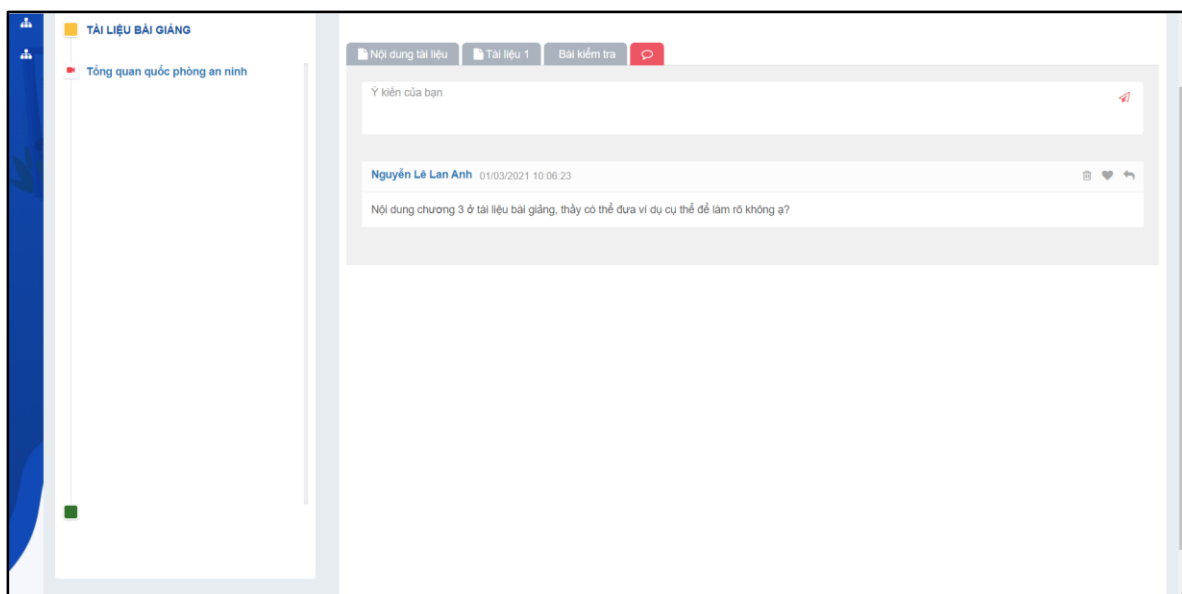 TÀI LIỆU BÀI GIẢNG
Tổng quan quốc phòng an ninh
Nội dung tài liệu
Tài liệu 1
Bài kiểm tra
Ý kiến của bạn
Nguyễn Lê Lan Anh 01/03/2021 10:06:23
Nội dung chương 3 ở tài liệu bài giảng, thầy có thể đưa ví dụ cụ thể để làm rõ không ạ?